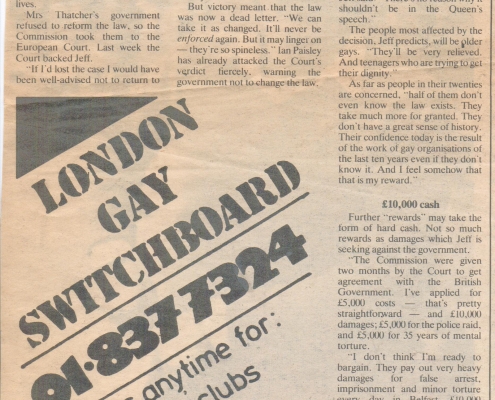 lives.
Mrs Thatcher's government
refused to reform the law, so the
Commission took them to the
European Court. Last week the
Court backed Jeff.
"If I'd lost the case I would have
been well-advised not to return to
But victory meant that the law
was now a dead letter. "We can
take it as changed. It'll never be
enforced again. But it may linger on
— they're so spineless." Ian Paisley
has already attacked the Court's
verdict fiercely, warning the
government not to change the law.
LONDON
GAY
SWITCHBOARD
01·837 7324
anytime for:
clubs
shouldn't be in the Queen's
speech."
The people most affected by the
decision, Jeff predicts, will be older
gays. "They'll be very relieved.
And teenagers who are trying to get
their dignity."
As far as people in their twenties
are concerned, "half of them don't
even know the law exists. They
take much more for granted. They
don't have a great sense of history.
Their confidence today is the result
of the work of gay organisations of
the last ten years even if they don't
know it. And I feel somehow that
that is my reward."
£10,000 cash
Further "rewards" may take the
form of hard cash. Not so much
rewards as damages which Jeff is
seeking against the government.
"The Commission were given
two months by the Court to get
agreement with the British
Government. I've applied for
£5,000 costs — that's pretty
straightforward — and £10,000
damages; £5,000 for the police raid,
and £5,000 for 35 years of mental
torture.
"I don't think I'm ready to
bargain. They pay out very heavy
damages for false arrest,
imprisonment and minor torture
every day in Belfast. £10,000